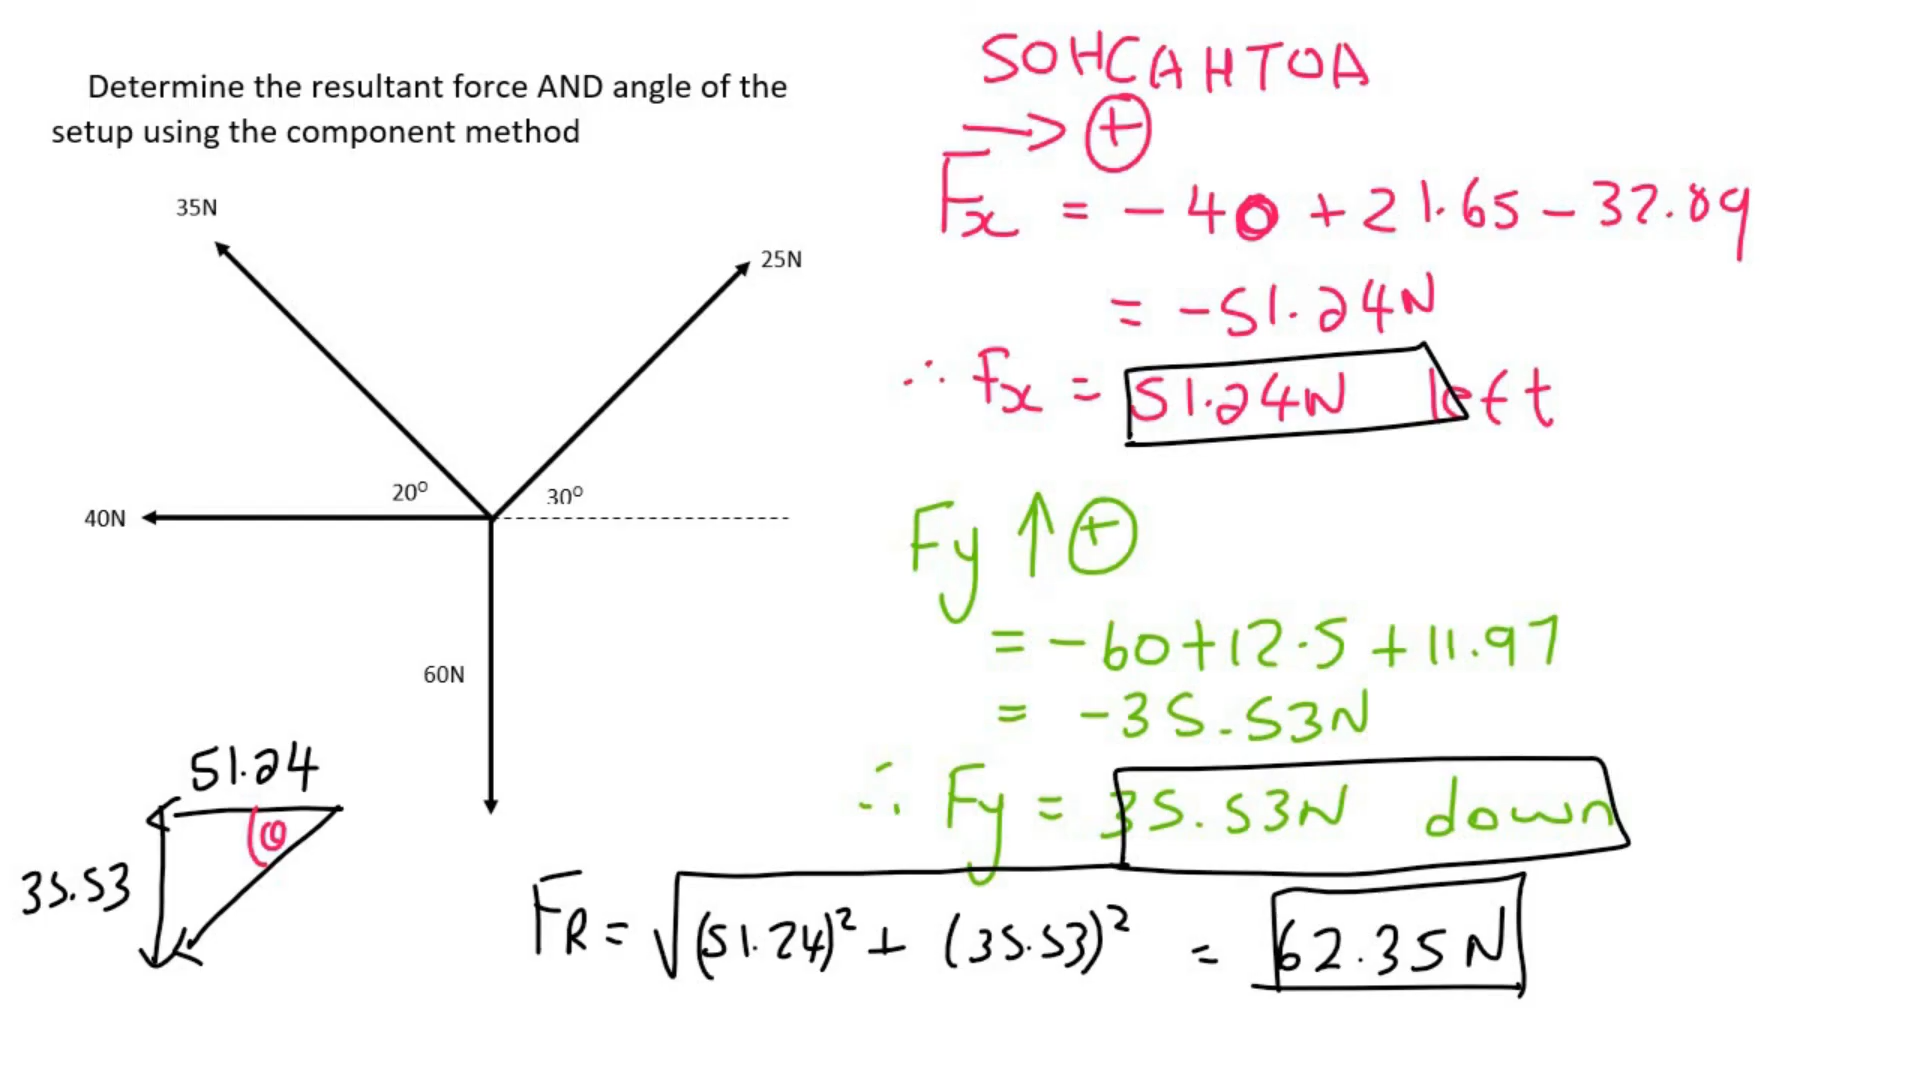 Determine the resultant force AND angle of the
setup using the component method
35N
25N
20°
30°
40N
60N
51.24
35.53
Θ
SOHCAHTOA
→ +
Fx = - 40 + 21.65 - 32.89
= -51.24N
∴ Fx = 51.24N left
Fy ↑ +
= -60+12.5+11.97
= -35.53N
∴ Fy = 35.53N down
FR = √(51.24)² + (35.53)² = 62.35N